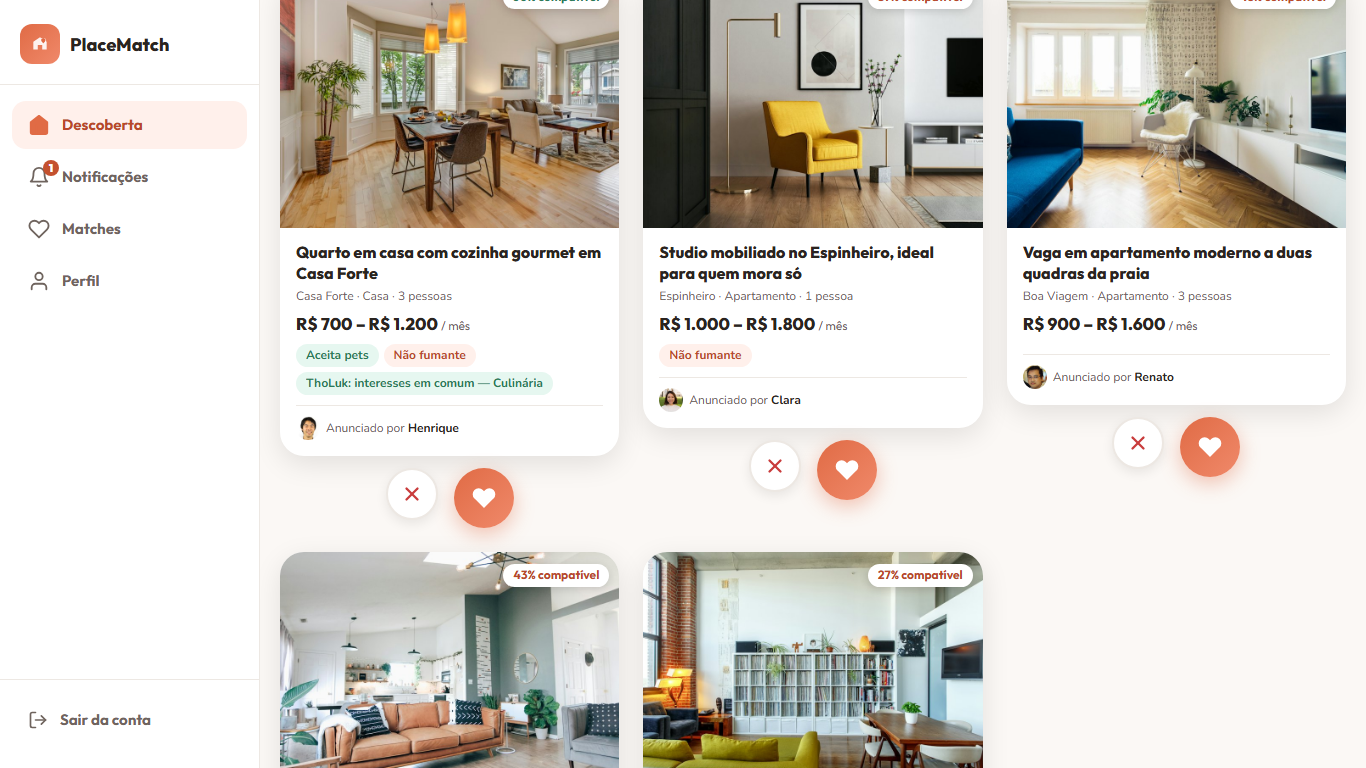 PlaceMatch
Descoberta
1
Notificações
Matches
Perfil
Sair da conta
Quarto em casa com cozinha gourmet em
Casa Forte
Casa Forte · Casa · 3 pessoas
R$ 700 – R$ 1.200 / mês
Aceita pets
Não fumante
ThoLuk: interesses em comum — Culinária
Anunciado por Henrique
Studio mobiliado no Espinheiro, ideal
para quem mora só
Espinheiro · Apartamento · 1 pessoa
R$ 1.000 – R$ 1.800 / mês
Não fumante
Anunciado por Clara
Vaga em apartamento moderno a duas
quadras da praia
Boa Viagem · Apartamento · 3 pessoas
R$ 900 – R$ 1.600 / mês
Anunciado por Renato
43% compatível
27% compatível